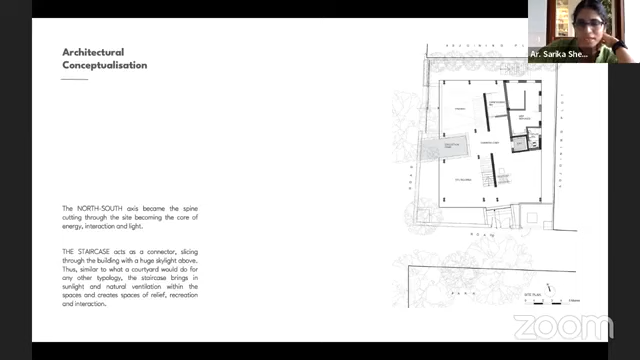 Architectural
Conceptualisation
Ar. Sarika She...
The NORTH-SOUTH axis became the spine
cutting through the site becoming the core of
energy, interaction and light.
THE STAIRCASE acts as a connector, slicing
through the building with a huge skylight above.
Thus, similar to what a courtyard would do for
any other typology, the staircase brings in
sunlight and natural ventilation within the
spaces and creates spaces of relief, recreation
and interaction.
ROAD
zoom